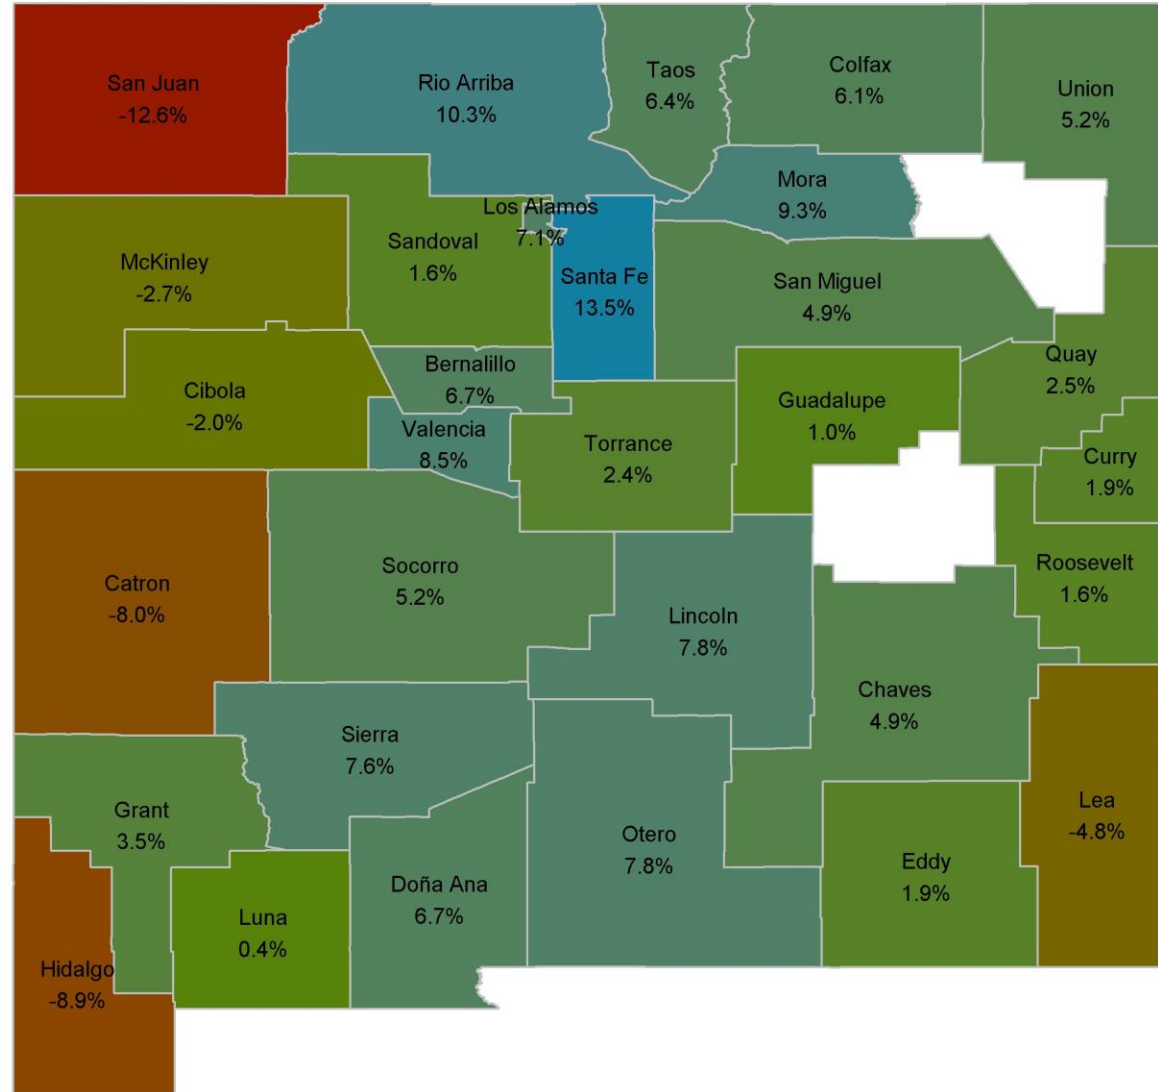 San Juan
-12.6%
Rio Arriba
10.3%
Taos
6.4%
Colfax
6.1%
Union
5.2%
Mora
9.3%
Los Alamos
7.1%
Sandoval
1.6%
McKinley
-2.7%
Santa Fe
13.5%
San Miguel
4.9%
Quay
2.5%
Bernalillo
6.7%
Cibola
-2.0%
Guadalupe
1.0%
Valencia
8.5%
Torrance
2.4%
Curry
1.9%
Catron
-8.0%
Socorro
5.2%
Roosevelt
1.6%
Lincoln
7.8%
Chaves
4.9%
Sierra
7.6%
Grant
3.5%
Lea
-4.8%
Otero
7.8%
Eddy
1.9%
Doña Ana
6.7%
Luna
0.4%
Hidalgo
-8.9%